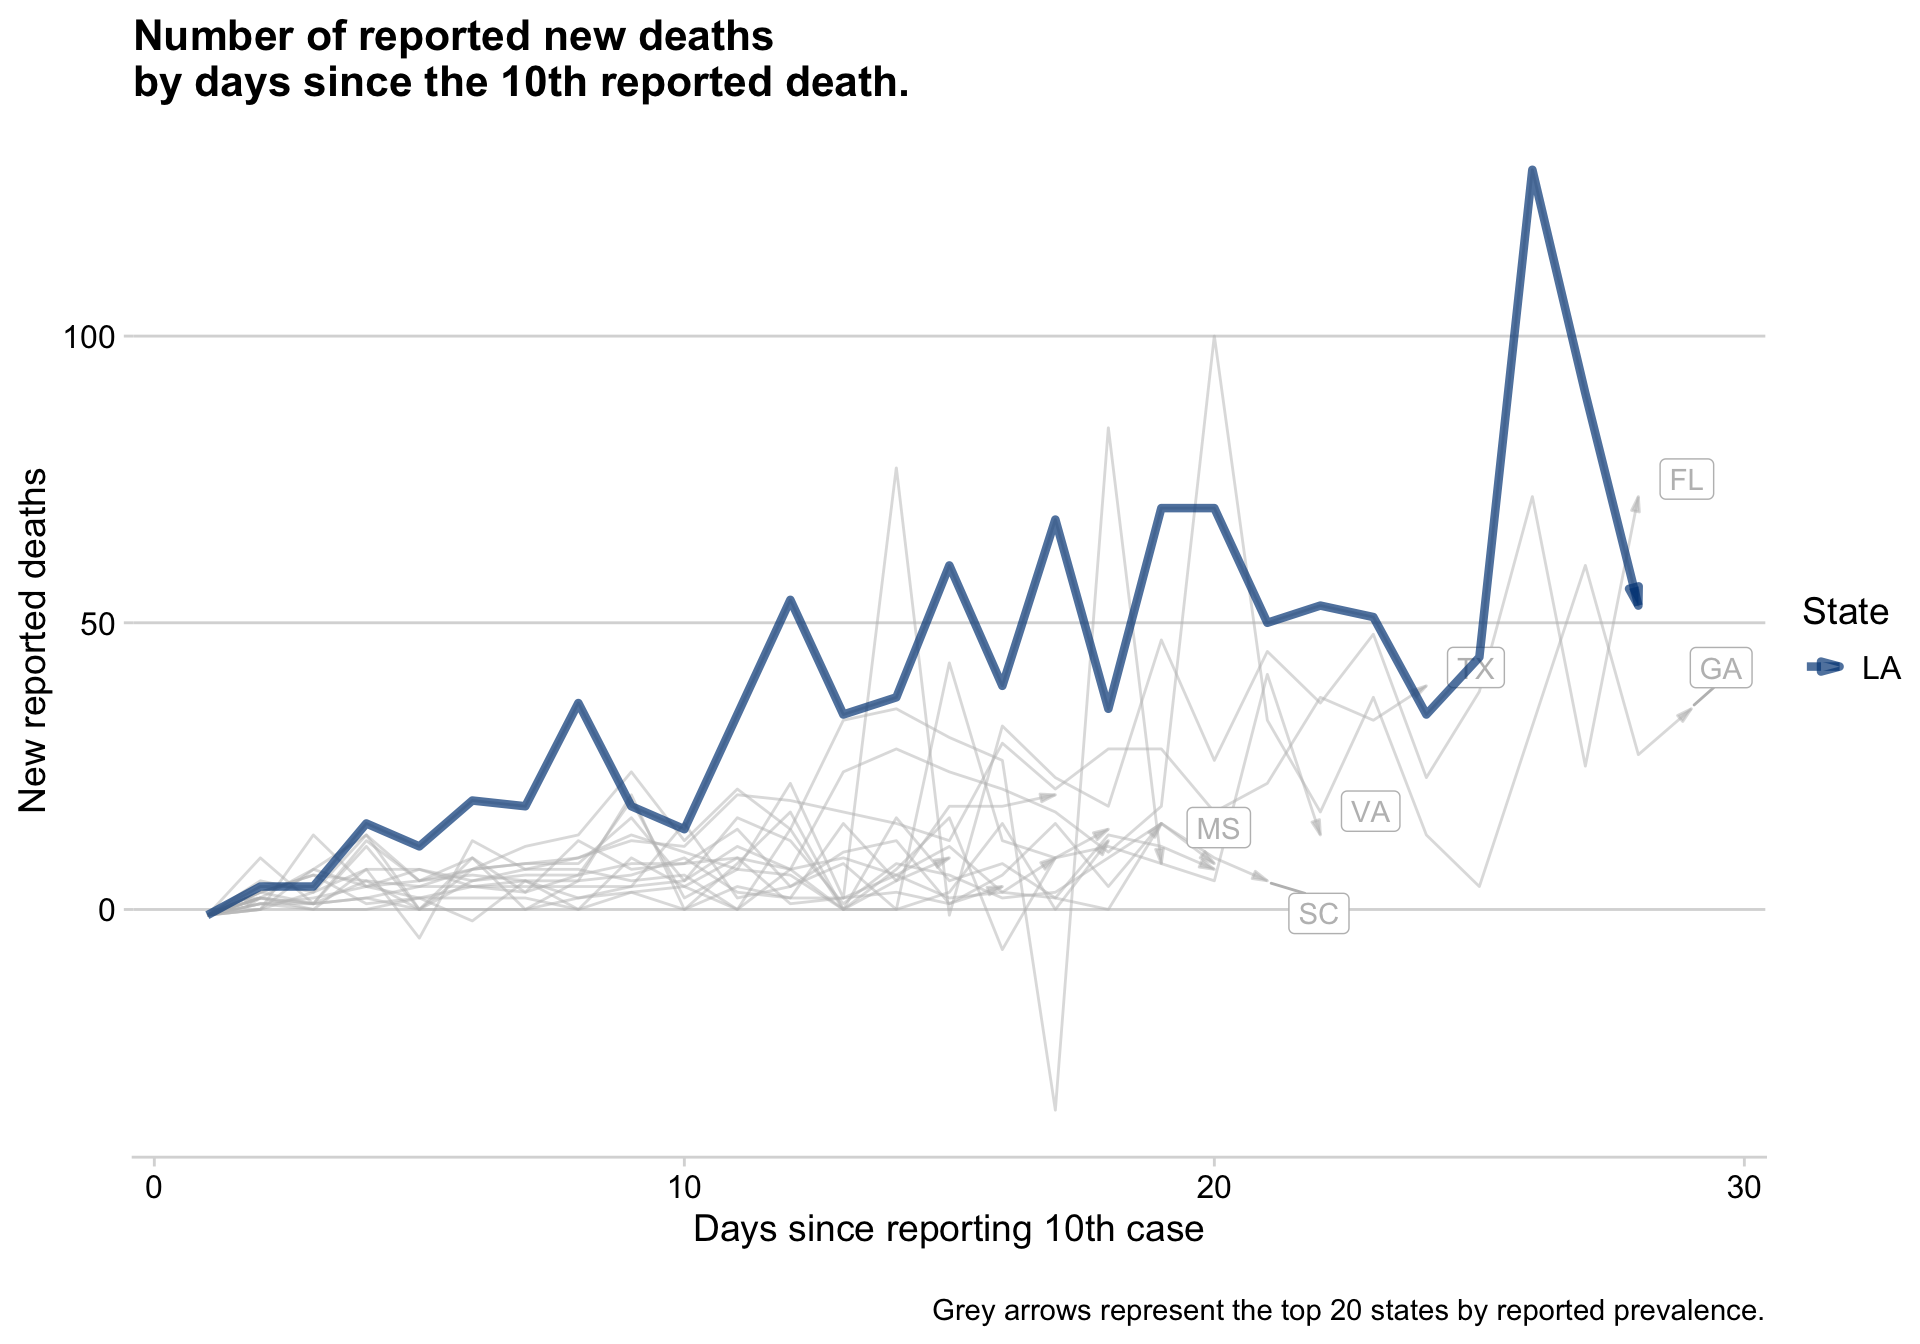 Number of reported new deaths
by days since the 10th reported death.
New reported deaths
100
50
0
FL
TX
GA
VA
MS
SC
State
LA
0
10
20
30
Days since reporting 10th case
Grey arrows represent the top 20 states by reported prevalence.